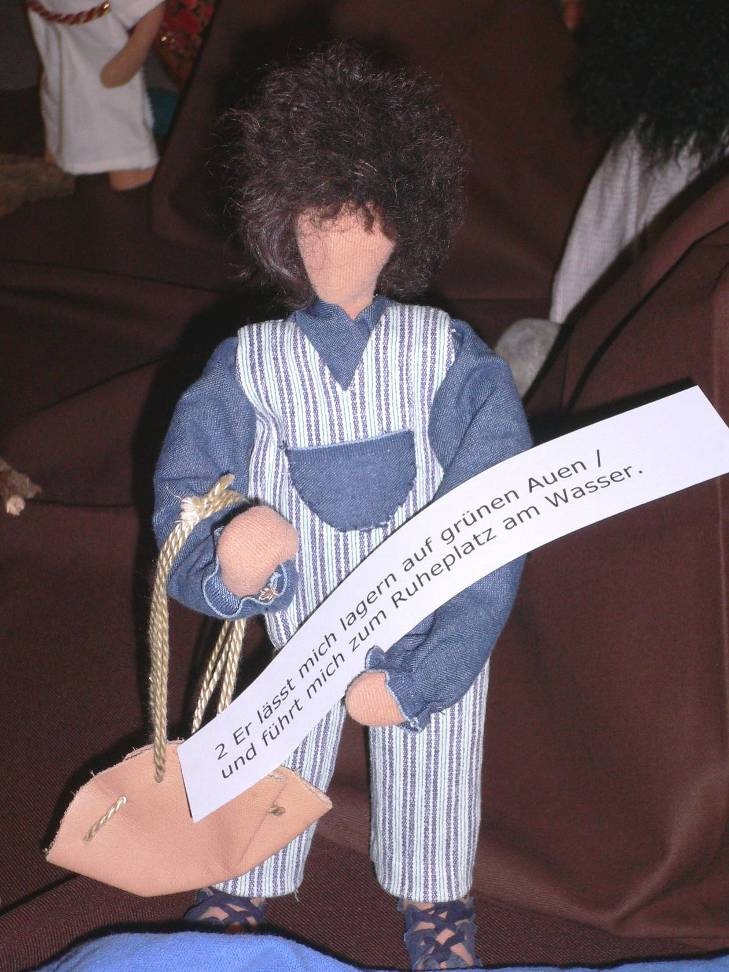 2 Er lässt mich lagern auf grünen Auen /
und führt mich zum Ruheplatz am Wasser.